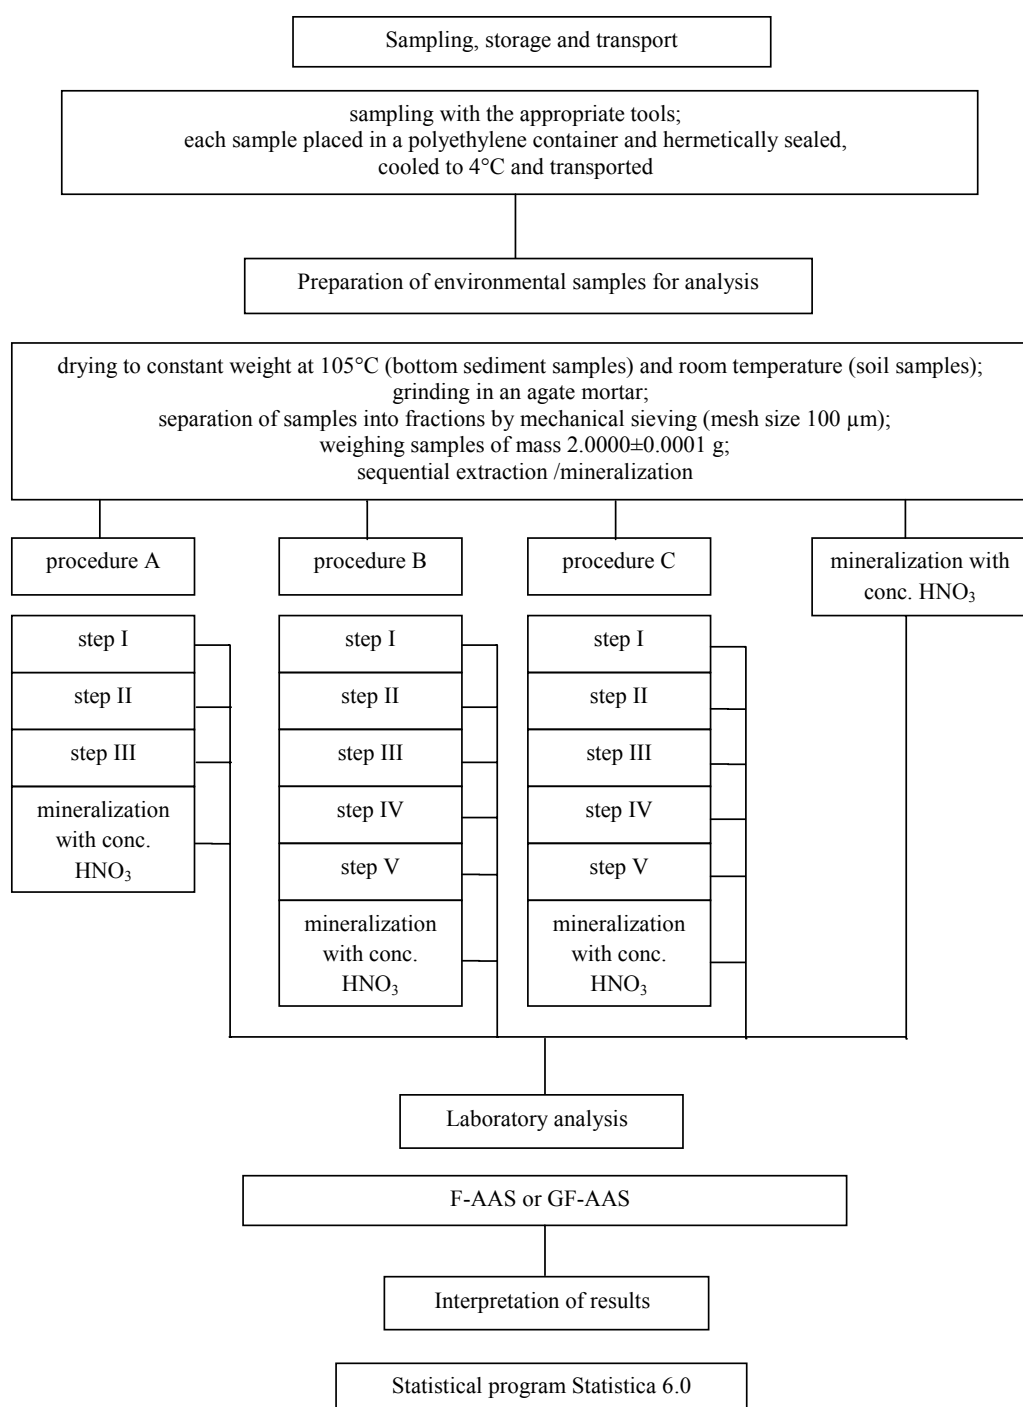 Sampling, storage and transport
sampling with the appropriate tools;
each sample placed in a polyethylene container and hermetically sealed,
cooled to 4°C and transported
Preparation of environmental samples for analysis
drying to constant weight at 105°C (bottom sediment samples) and room temperature (soil samples);
grinding in an agate mortar;
separation of samples into fractions by mechanical sieving (mesh size 100 µm);
weighing samples of mass 2.0000±0.0001 g;
sequential extraction /mineralization
procedure A
step I
step II
step III
mineralization
with conc.
HNO₃
procedure B
step I
step II
step III
step IV
step V
mineralization
with conc.
HNO₃
procedure C
step I
step II
step III
step IV
step V
mineralization
with conc.
HNO₃
mineralization with
conc. HNO₃
Laboratory analysis
F-AAS or GF-AAS
Interpretation of results
Statistical program Statistica 6.0